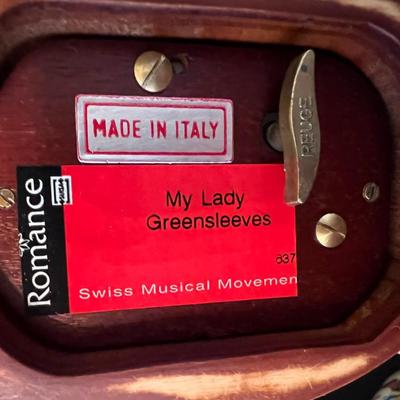 MADE IN ITALY
REUGE
My Lady
Greensleeves
637
Swiss Musical Movemen
Romance